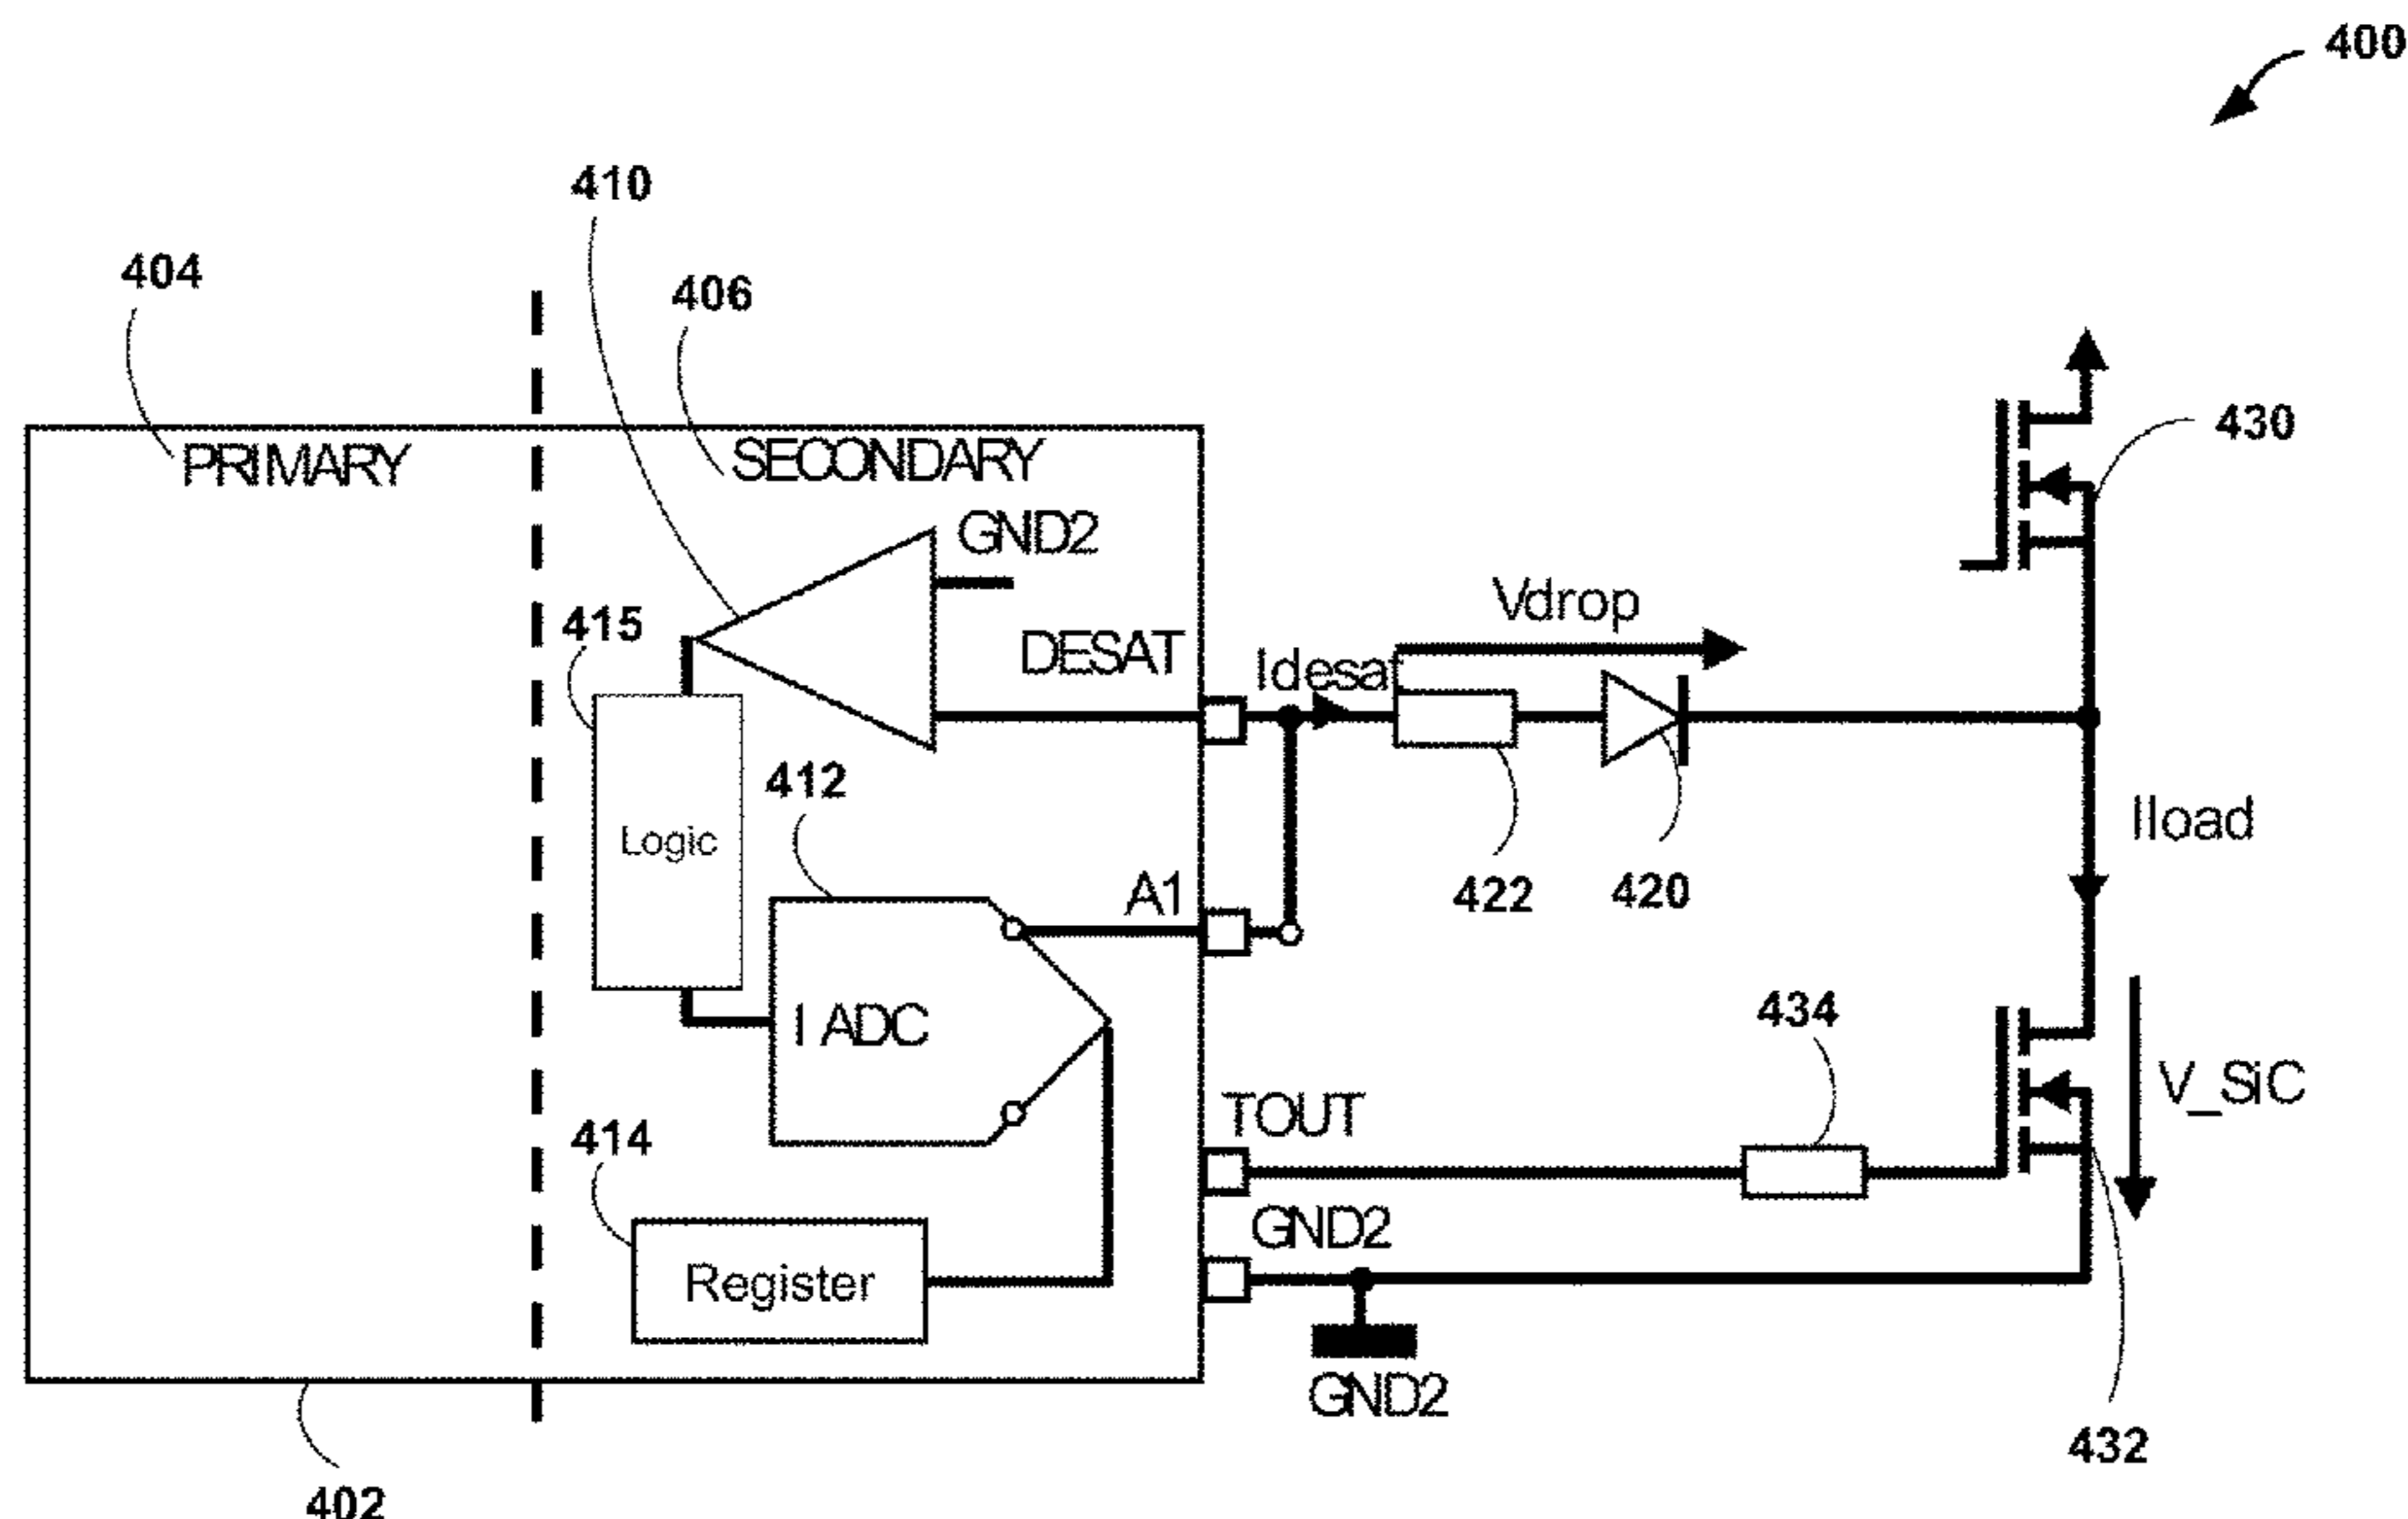 400
410
404
406
430
PRIMARY
SECONDARY
GND2
Vdrop
415
DESAT
Idesat
412
Logic
A1
Iload
422
420
434
I ADC
V_SiC
TOUT
414
GND2
Register
GND2
432
402